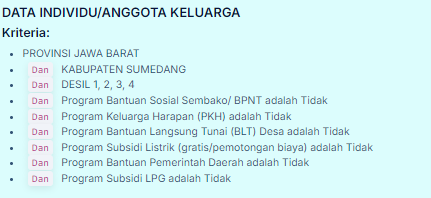 DATA INDIVIDU/ANGGOTA KELUARGA
Kriteria:
• PROVINSI JAWA BARAT
• Dan KABUPATEN SUMEDANG
• Dan DESIL 1, 2, 3, 4
• Dan Program Bantuan Sosial Sembako/ BPNT adalah Tidak
• Dan Program Keluarga Harapan (PKH) adalah Tidak
• Dan Program Bantuan Langsung Tunai (BLT) Desa adalah Tidak
• Dan Program Subsidi Listrik (gratis/pemotongan biaya) adalah Tidak
• Dan Program Bantuan Pemerintah Daerah adalah Tidak
• Dan Program Subsidi LPG adalah Tidak